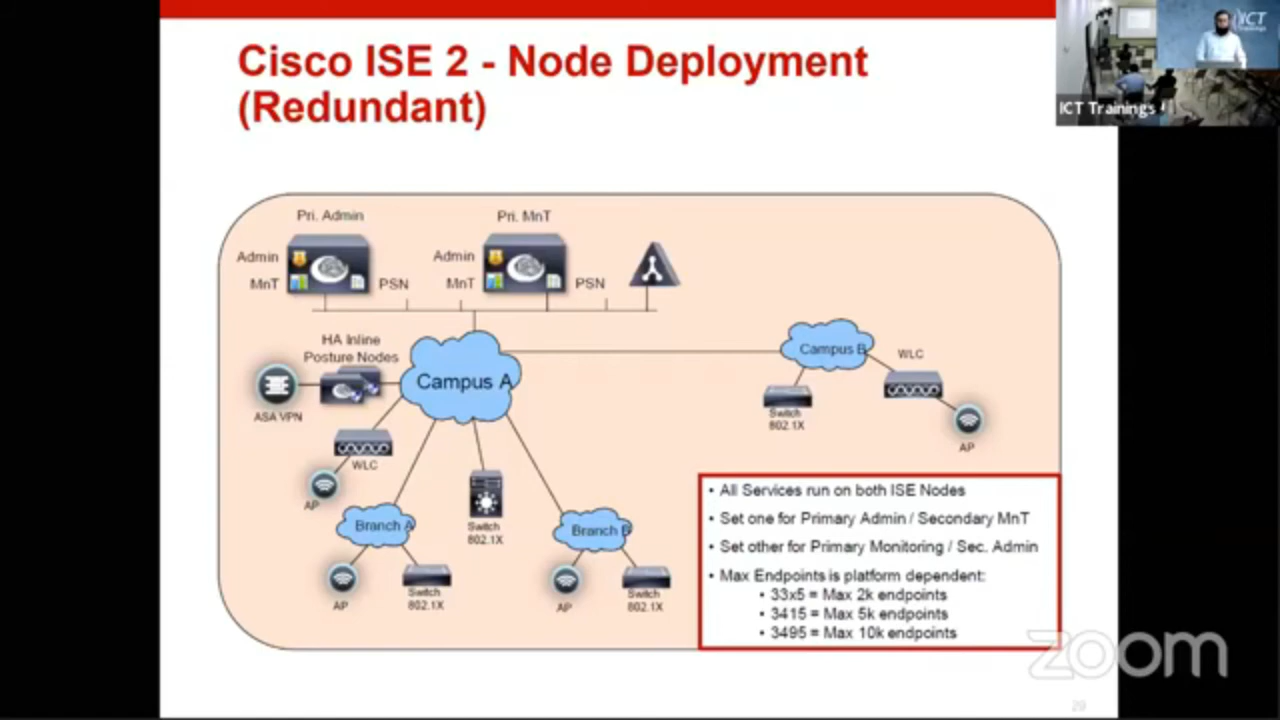 Cisco ISE 2 - Node Deployment
(Redundant)
ICT
Trainings
ICT Trainings
Pri. Admin
Pri. MnT
Admin
MnT
PSN
Admin
MnT
PSN
HA Inline
Posture Nodes
Campus A
Campus B
WLC
ASA VPN
Switch
802.1X
AP
WLC
AP
Branch A
Switch
802.1X
Branch B
AP
Switch
802.1X
AP
Switch
802.1X
• All Services run on both ISE Nodes
• Set one for Primary Admin / Secondary MnT
• Set other for Primary Monitoring / Sec. Admin
• Max Endpoints is platform dependent:
• 33x5 = Max 2k endpoints
• 3415 = Max 5k endpoints
• 3495 = Max 10k endpoints
zoom
29